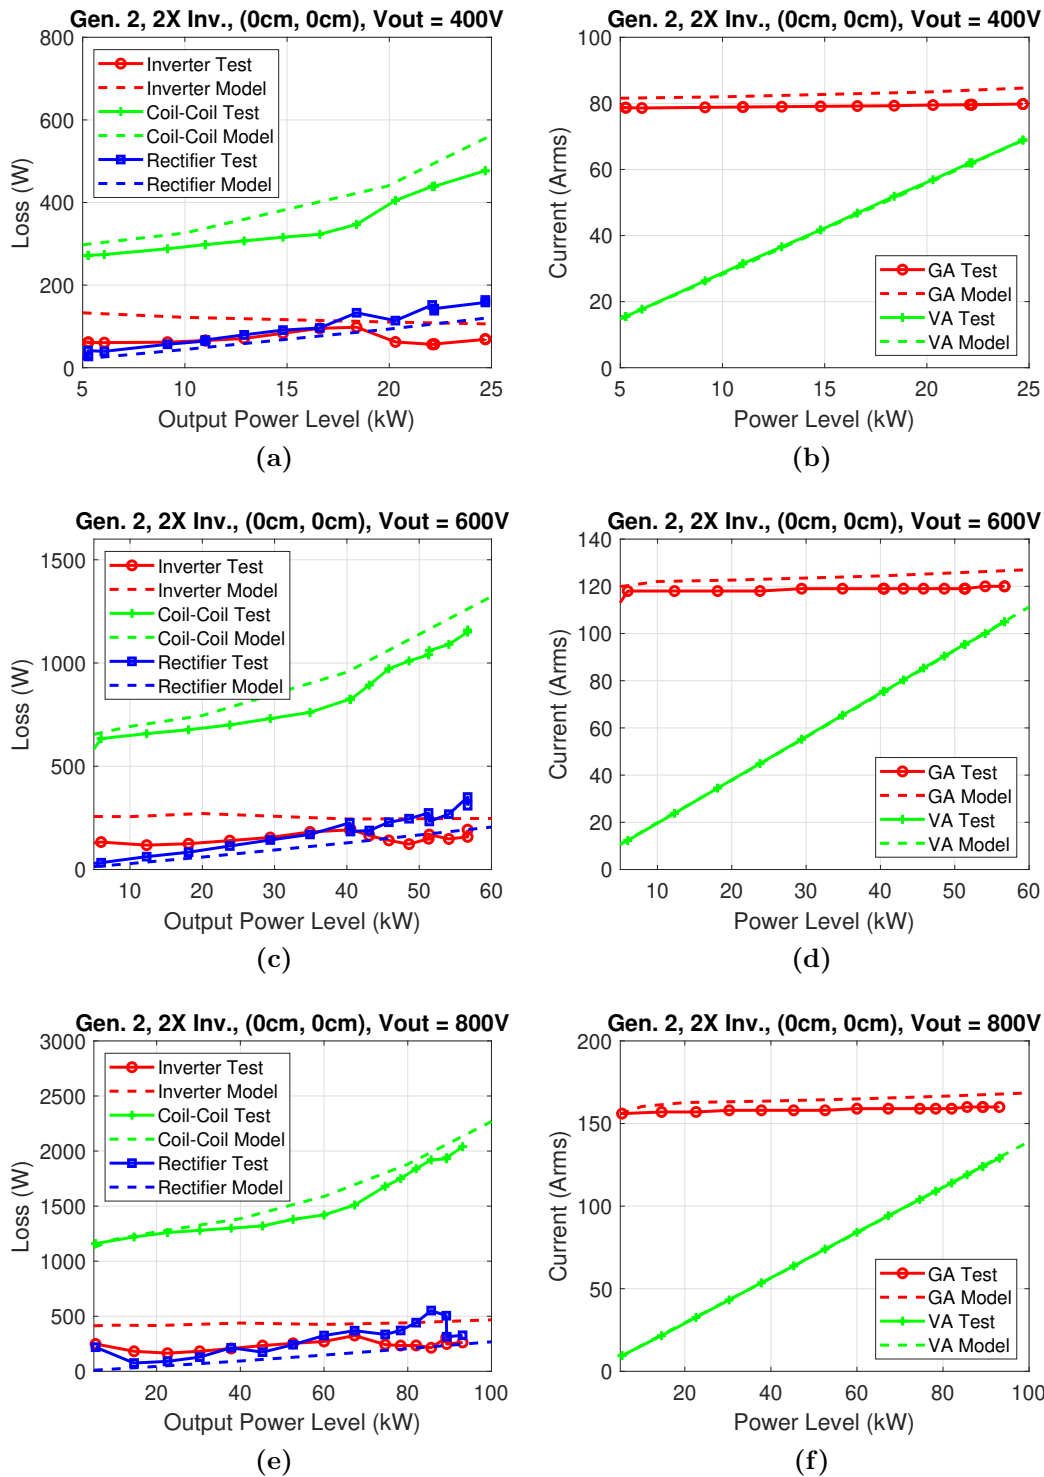 Gen. 2, 2X Inv., (0cm, 0cm), Vout = 400V
800
600
400
200
0
Loss (W)
Inverter Test
Inverter Model
Coil-Coil Test
Coil-Coil Model
Rectifier Test
Rectifier Model
5
10
15
20
25
Output Power Level (kW)
(a)
Gen. 2, 2X Inv., (0cm, 0cm), Vout = 400V
100
80
60
40
20
0
Current (Arms)
GA Test
GA Model
VA Test
VA Model
5
10
15
20
25
Power Level (kW)
(b)
Gen. 2, 2X Inv., (0cm, 0cm), Vout = 600V
1500
1000
500
0
Loss (W)
Inverter Test
Inverter Model
Coil-Coil Test
Coil-Coil Model
Rectifier Test
Rectifier Model
10
20
30
40
50
60
Output Power Level (kW)
(c)
Gen. 2, 2X Inv., (0cm, 0cm), Vout = 600V
140
120
100
80
60
40
20
0
Current (Arms)
GA Test
GA Model
VA Test
VA Model
10
20
30
40
50
60
Power Level (kW)
(d)
Gen. 2, 2X Inv., (0cm, 0cm), Vout = 800V
3000
2500
2000
1500
1000
500
0
Loss (W)
Inverter Test
Inverter Model
Coil-Coil Test
Coil-Coil Model
Rectifier Test
Rectifier Model
20
40
60
80
100
Output Power Level (kW)
(e)
Gen. 2, 2X Inv., (0cm, 0cm), Vout = 800V
200
150
100
50
0
Current (Arms)
GA Test
GA Model
VA Test
VA Model
20
40
60
80
100
Power Level (kW)
(f)